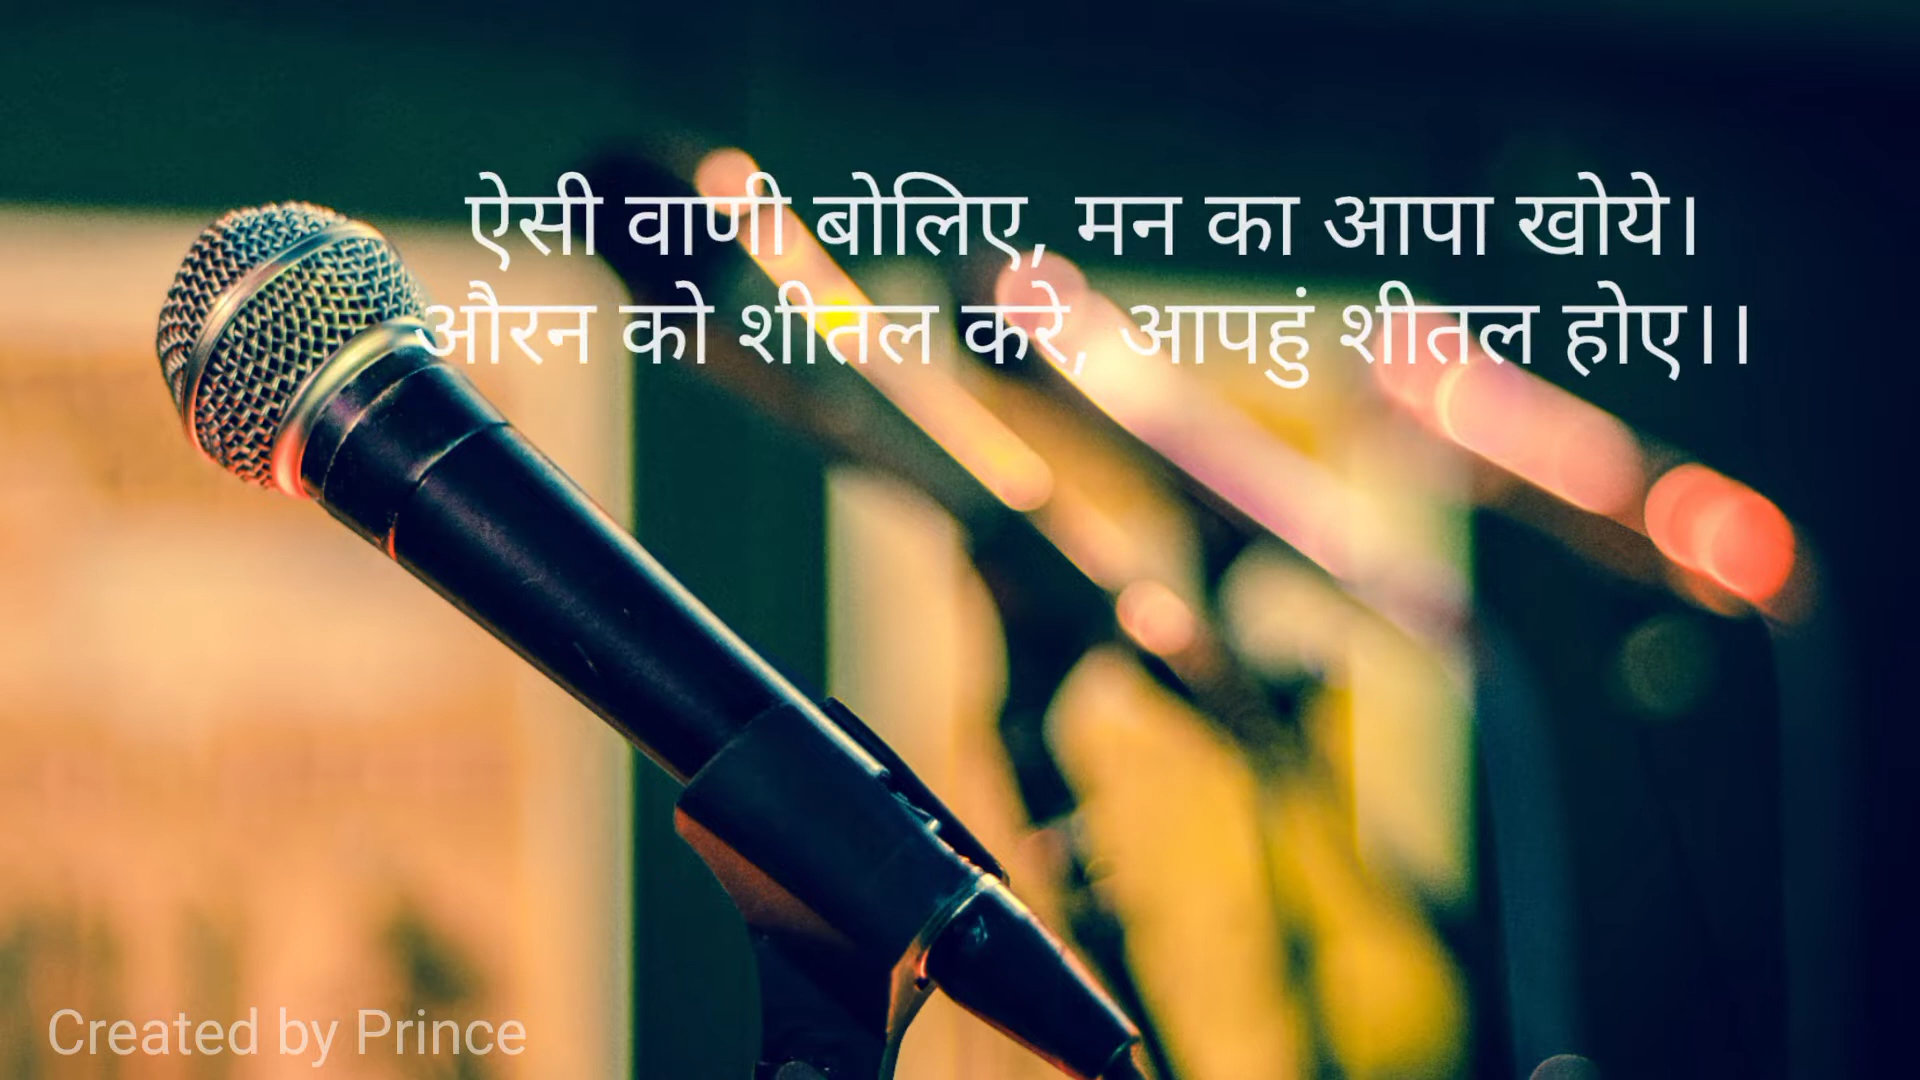 ऐसी वाणी बोलिए, मन का आपा खोये।
औरन को शीतल करे, आपहुं शीतल होए।।
Created by Prince